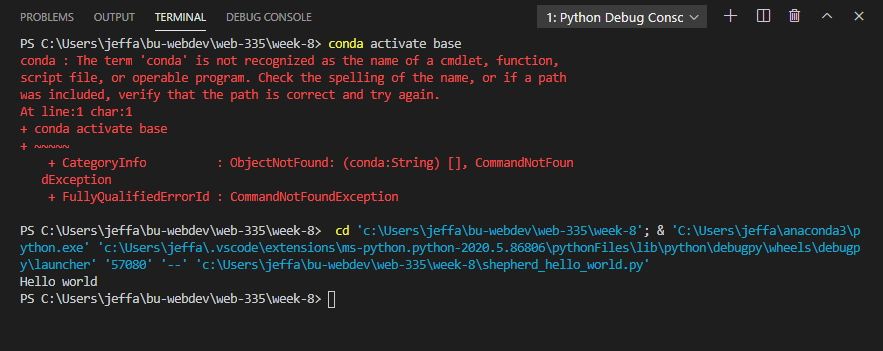 PROBLEMS OUTPUT TERMINAL DEBUG CONSOLE 1: Python Debug Consc
PS C:\Users\jeffa\bu-webdev\web-335\week-8> conda activate base
conda : The term 'conda' is not recognized as the name of a cmdlet, function,
script file, or operable program. Check the spelling of the name, or if a path
was included, verify that the path is correct and try again.
At line:1 char:1
+ conda activate base
+ ~~~~~
    + CategoryInfo          : ObjectNotFound: (conda:String) [], CommandNotFoun
   dException
    + FullyQualifiedErrorId : CommandNotFoundException
PS C:\Users\jeffa\bu-webdev\web-335\week-8>  cd 'c:\Users\jeffa\bu-webdev\web-335\week-8'; & 'C:\Users\jeffa\anaconda3\p
ython.exe' 'c:\Users\jeffa\.vscode\extensions\ms-python.python-2020.5.86806\pythonFiles\lib\python\debugpy\wheels\debugp
y\launcher' '57080' '--' 'c:\Users\jeffa\bu-webdev\web-335\week-8\shepherd_hello_world.py'
Hello world
PS C:\Users\jeffa\bu-webdev\web-335\week-8>